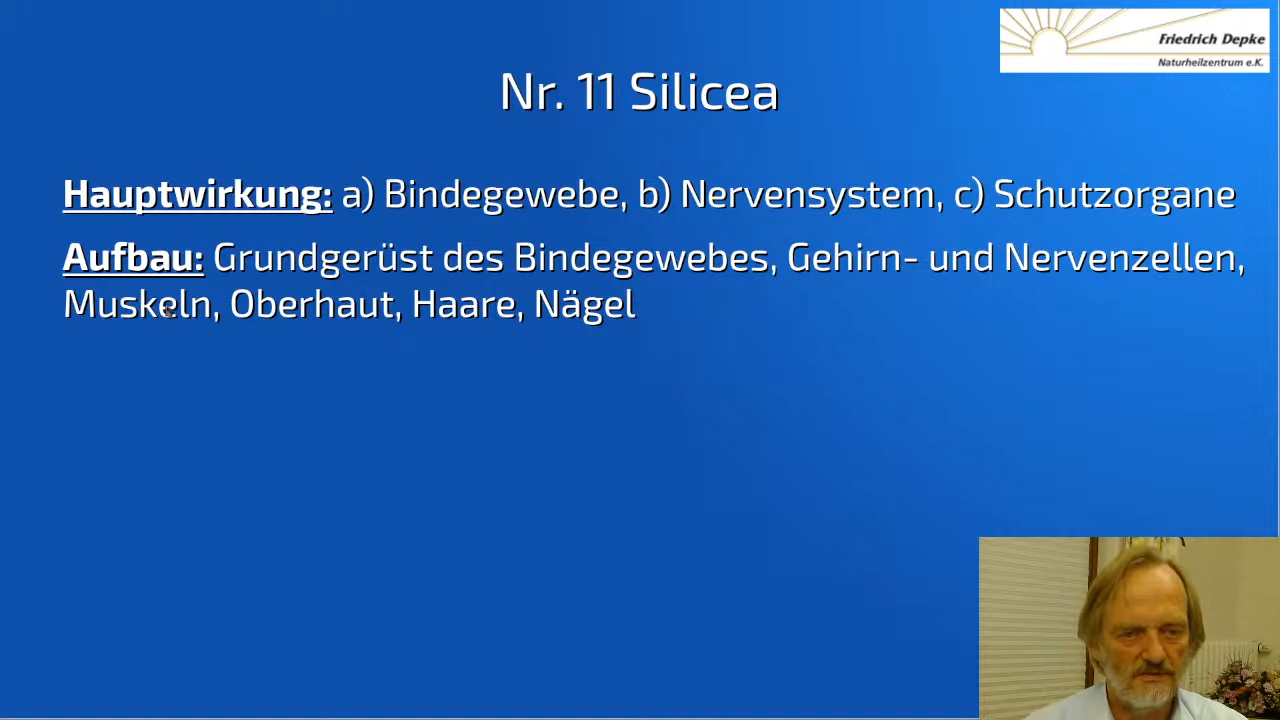 Friedrich Depke
Naturheilzentrum e.K.
Nr. 11 Silicea
Hauptwirkung: a) Bindegewebe, b) Nervensystem, c) Schutzorgane
Aufbau: Grundgerüst des Bindegewebes, Gehirn- und Nervenzellen,
Muskeln, Oberhaut, Haare, Nägel